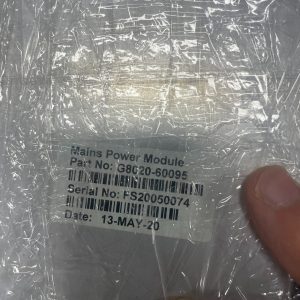 Mains Power Module
Part No: G8020-60095
Serial No: FS20050074
Date: 13-MAY-20